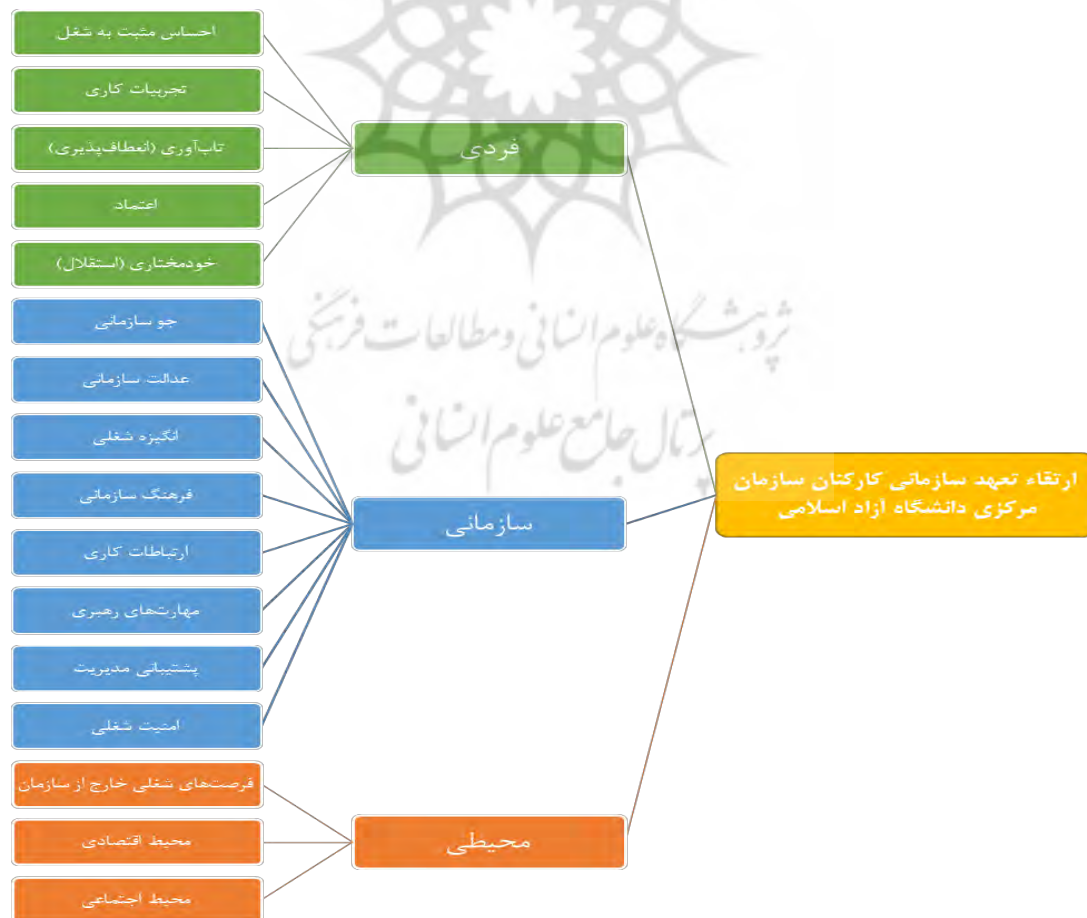 ارتقاء تعهد سازمانی کارکنان سازمان
مرکزی دانشگاه آزاد اسلامی
فردی
احساس مثبت به شغل
تجربیات کاری
تاب‌آوری (انعطاف‌پذیری)
اعتماد
خودمختاری (استقلال)
سازمانی
جو سازمانی
عدالت سازمانی
انگیزه شغلی
فرهنگ سازمانی
ارتباطات کاری
مهارت‌های رهبری
پشتیبانی مدیریت
امنیت شغلی
محیطی
فرصت‌های شغلی خارج از سازمان
محیط اقتصادی
محیط اجتماعی
پژوهشگاه علوم انسانی و مطالعات فرهنگی
پرتال جامع علوم انسانی